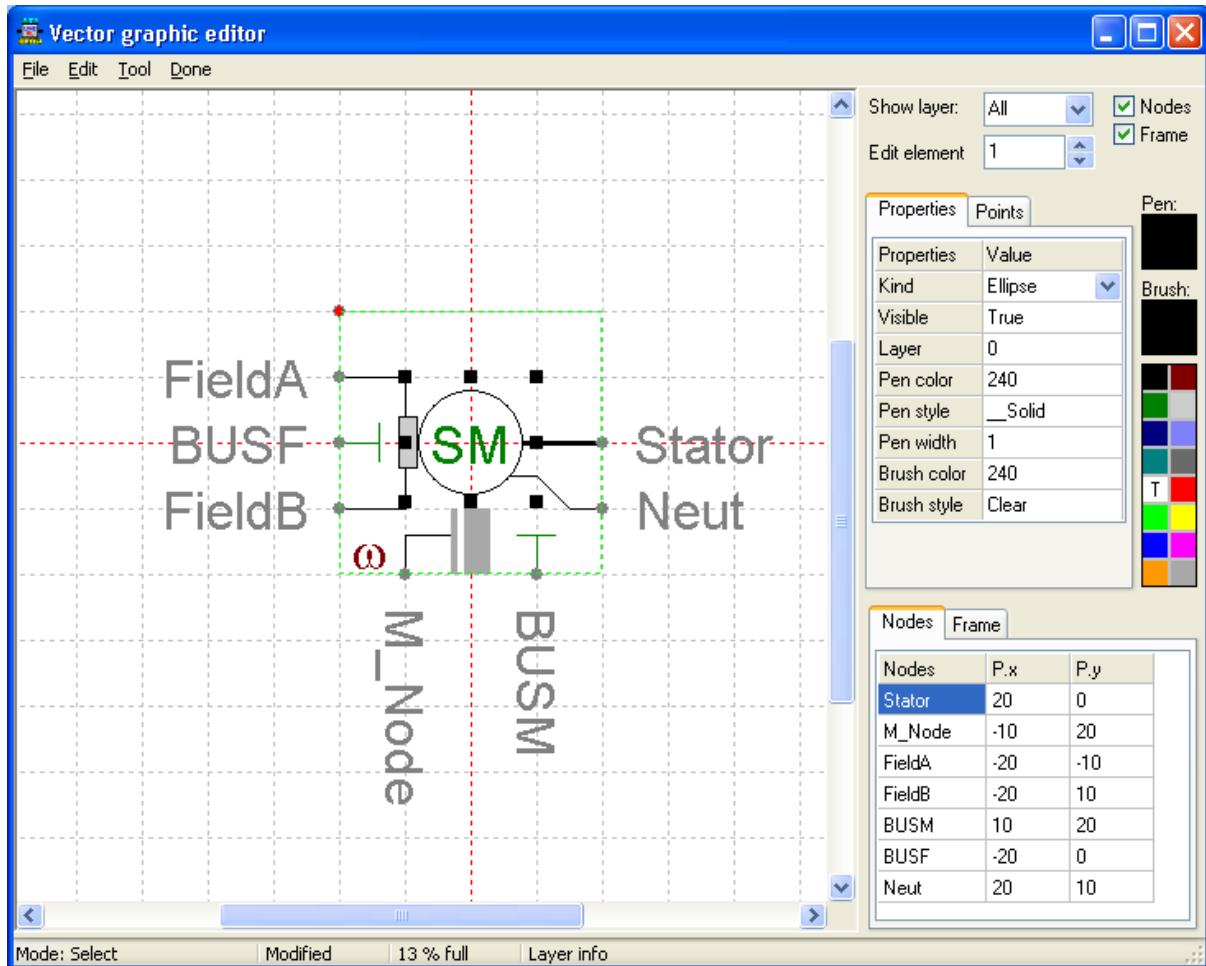 Vector graphic editor
File Edit Tool Done
Show layer: All Nodes
Frame
Edit element 1
Properties Points
Pen:
Properties Value
Kind Ellipse
Brush:
Visible True
Layer 0
Pen color 240
Pen style __Solid
Pen width 1
Brush color 240
Brush style Clear
T
FieldA
BUSF SM Stator
FieldB Neut
ω
M_Node
BUSM
Nodes Frame
Nodes P.x P.y
Stator 20 0
M_Node -10 20
FieldA -20 -10
FieldB -20 10
BUSM 10 20
BUSF -20 0
Neut 20 10
Mode: Select Modified 13 % full Layer info